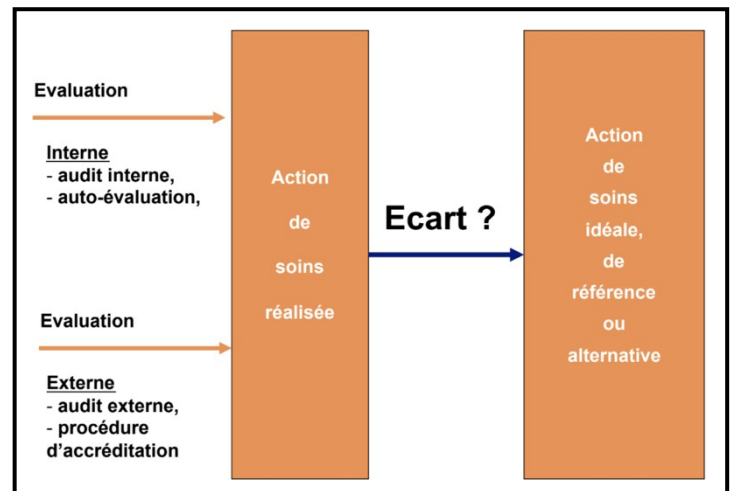 Evaluation
Interne
- audit interne,
- auto-évaluation,
Evaluation
Externe
- audit externe,
- procédure
d'accréditation
Action
de
soins
réalisée
Ecart ?
Action
de
soins
idéale,
de
référence
ou
alternative